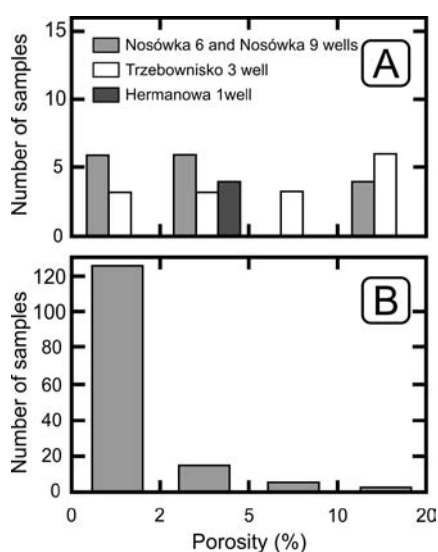 Number of samples
15
10
5
0
Nosówka 6 and Nosówka 9 wells
Trzebownisko 3 well
Hermanowa 1well
A
Number of samples
120
100
80
60
40
20
0
B
0 2 5 10 20
Porosity (%)